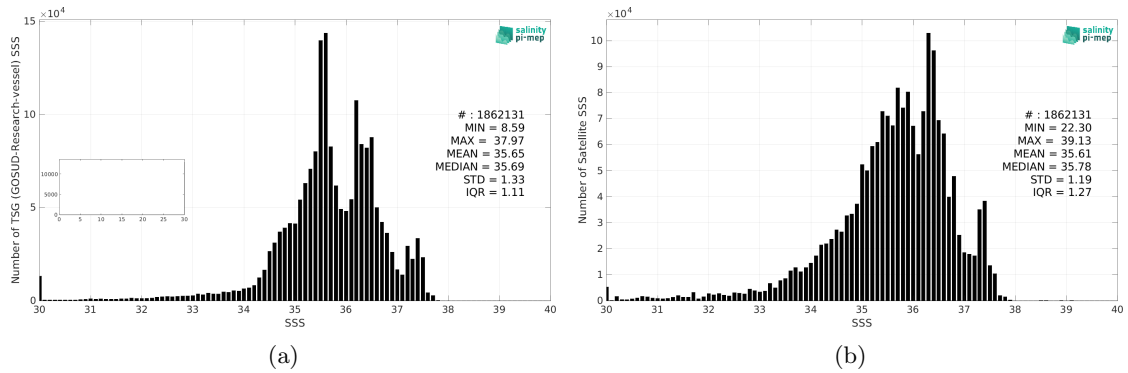 ×10⁴
15
10
5
0
Number of TSG (GOSUD-Research-vessel) SSS
salinity
pi-mep
# : 1862131
MIN = 8.59
MAX = 37.97
MEAN = 35.65
MEDIAN = 35.69
STD = 1.33
IQR = 1.11
10000
5000
0
0 5 10 15 20 25 30
30 31 32 33 34 35 36 37 38 39 40
SSS
(a)
×10⁴
10
9
8
7
6
5
4
3
2
1
0
Number of Satellite SSS
salinity
pi-mep
# : 1862131
MIN = 22.30
MAX = 39.13
MEAN = 35.61
MEDIAN = 35.78
STD = 1.19
IQR = 1.27
30 31 32 33 34 35 36 37 38 39 40
SSS
(b)